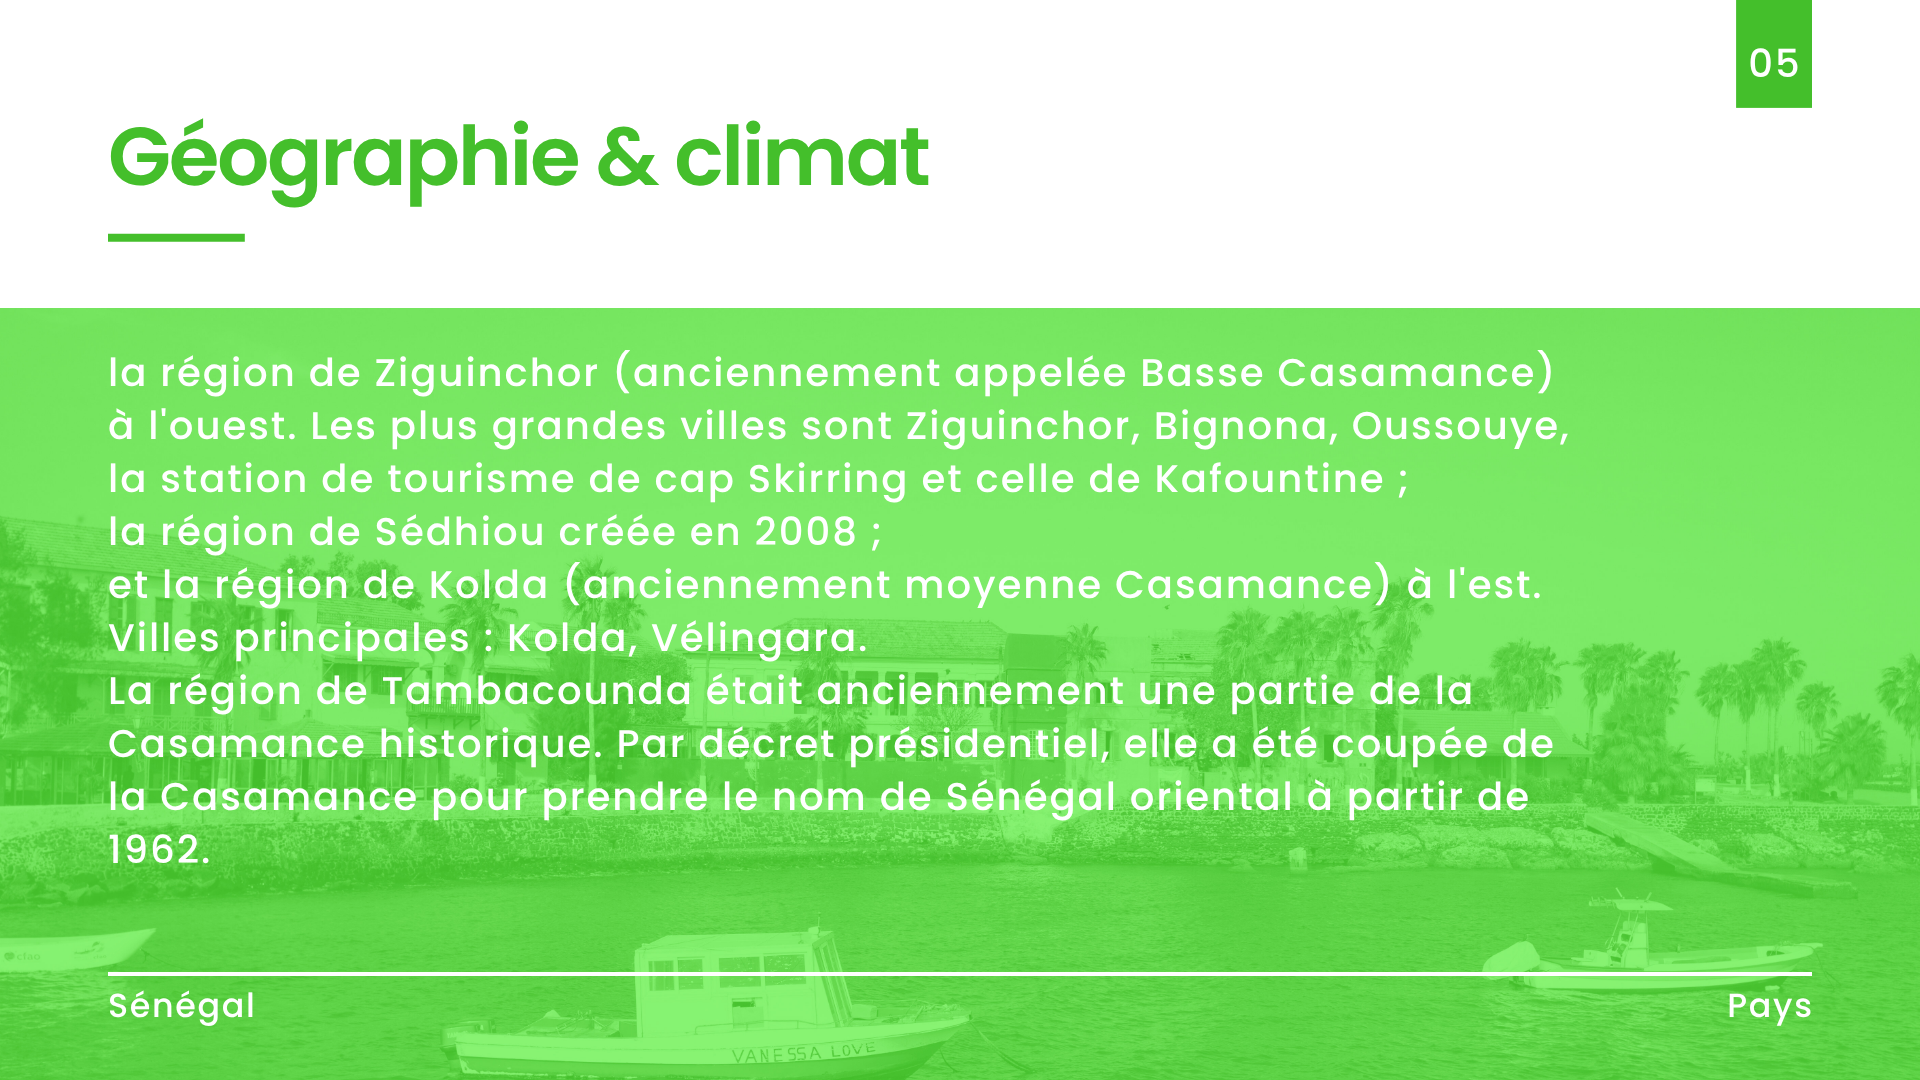 05
Géographie & climat
la région de Ziguinchor (anciennement appelée Basse Casamance)
à l'ouest. Les plus grandes villes sont Ziguinchor, Bignona, Oussouye,
la station de tourisme de cap Skirring et celle de Kafountine ;
la région de Sédhiou créée en 2008 ;
et la région de Kolda (anciennement moyenne Casamance) à l'est.
Villes principales : Kolda, Vélingara.
La région de Tambacounda était anciennement une partie de la
Casamance historique. Par décret présidentiel, elle a été coupée de
la Casamance pour prendre le nom de Sénégal oriental à partir de
1962.
cfao
Sénégal
Pays
VANESSA LOVE